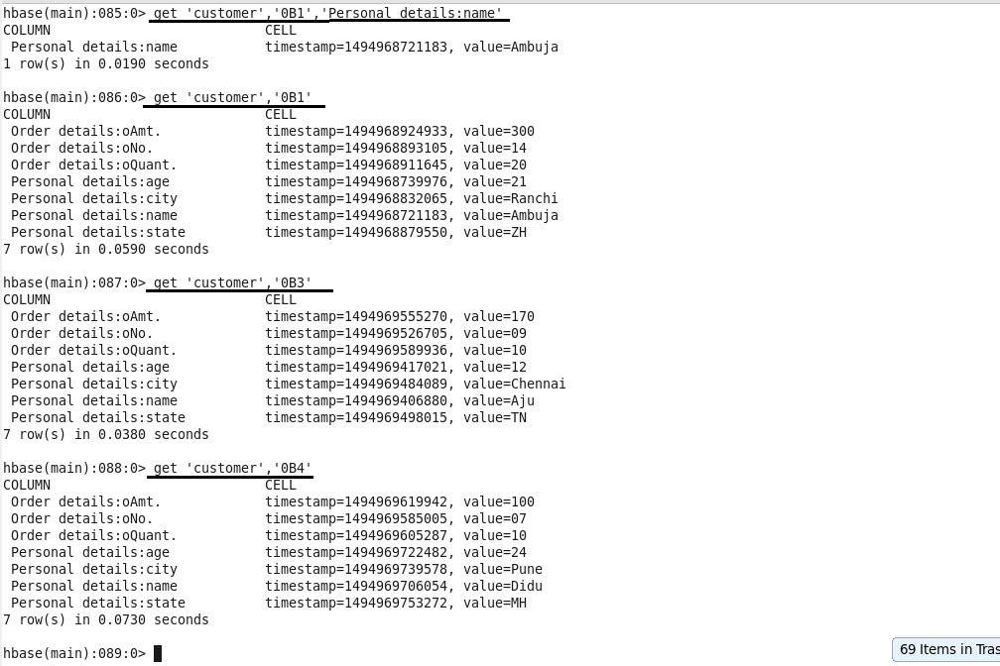 hbase(main):085:0> get 'customer','0B1','Personal details:name'
COLUMN                           CELL
 Personal details:name           timestamp=1494968721183, value=Ambuja
1 row(s) in 0.0190 seconds

hbase(main):086:0> get 'customer','0B1'
COLUMN                           CELL
 Order details:oAmt.             timestamp=1494968924933, value=300
 Order details:oNo.              timestamp=1494968893105, value=14
 Order details:oQuant.           timestamp=1494968911645, value=20
 Personal details:age            timestamp=1494968739976, value=21
 Personal details:city           timestamp=1494968832065, value=Ranchi
 Personal details:name           timestamp=1494968721183, value=Ambuja
 Personal details:state          timestamp=1494968879550, value=ZH
7 row(s) in 0.0590 seconds

hbase(main):087:0> get 'customer','0B3'
COLUMN                           CELL
 Order details:oAmt.             timestamp=1494969555270, value=170
 Order details:oNo.              timestamp=1494969526705, value=09
 Order details:oQuant.           timestamp=1494969589936, value=10
 Personal details:age            timestamp=1494969417021, value=12
 Personal details:city           timestamp=1494969484089, value=Chennai
 Personal details:name           timestamp=1494969406880, value=Aju
 Personal details:state          timestamp=1494969498015, value=TN
7 row(s) in 0.0380 seconds

hbase(main):088:0> get 'customer','0B4'
COLUMN                           CELL
 Order details:oAmt.             timestamp=1494969619942, value=100
 Order details:oNo.              timestamp=1494969585005, value=07
 Order details:oQuant.           timestamp=1494969605287, value=10
 Personal details:age            timestamp=1494969722482, value=24
 Personal details:city           timestamp=1494969739578, value=Pune
 Personal details:name           timestamp=1494969706054, value=Didu
 Personal details:state          timestamp=1494969753272, value=MH
7 row(s) in 0.0730 seconds

hbase(main):089:0>
69 Items in Tras